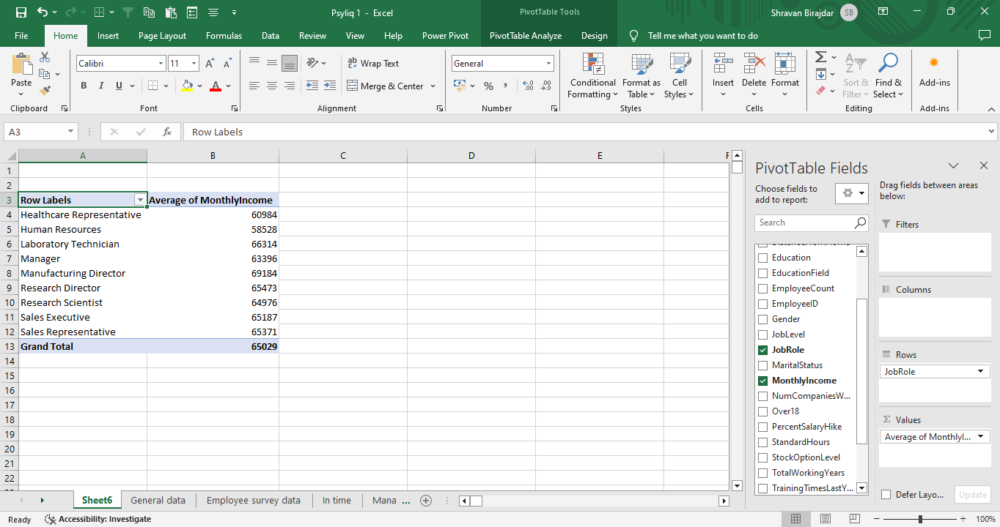 Psyliq 1 - Excel
PivotTable Tools
Shravan Birajdar
SB
File Home Insert Page Layout Formulas Data Review View Help Power Pivot PivotTable Analyze Design Tell me what you want to do
Paste
Calibri 11
B I U
A A
Wrap Text
Merge & Center
General
% ,
Conditional Formatting
Format as Table
Cell Styles
Insert Delete Format
Sort & Filter
Find & Select
Add-ins
Clipboard Font Alignment Number Styles Cells Editing Add-ins
A3 fx Row Labels
A B C D E F
1
2
3 Row Labels Average of MonthlyIncome
4 Healthcare Representative 60984
5 Human Resources 58528
6 Laboratory Technician 66314
7 Manager 63396
8 Manufacturing Director 69184
9 Research Director 65473
10 Research Scientist 64976
11 Sales Executive 65187
12 Sales Representative 65371
13 Grand Total 65029
14
15
16
17
18
19
20
21
22
PivotTable Fields
Choose fields to
add to report:
Search
Education
EducationField
EmployeeCount
EmployeeID
Gender
JobLevel
JobRole
MaritalStatus
MonthlyIncome
NumCompaniesW...
Over18
PercentSalaryHike
StandardHours
StockOptionLevel
TotalWorkingYears
TrainingTimesLastY...
Drag fields between areas
below:
Filters
Columns
Rows
JobRole
Σ Values
Average of MonthlyI...
Defer Layo... Update
Sheet6 General data Employee survey data In time Mana ...
Ready Accessibility: Investigate 100%